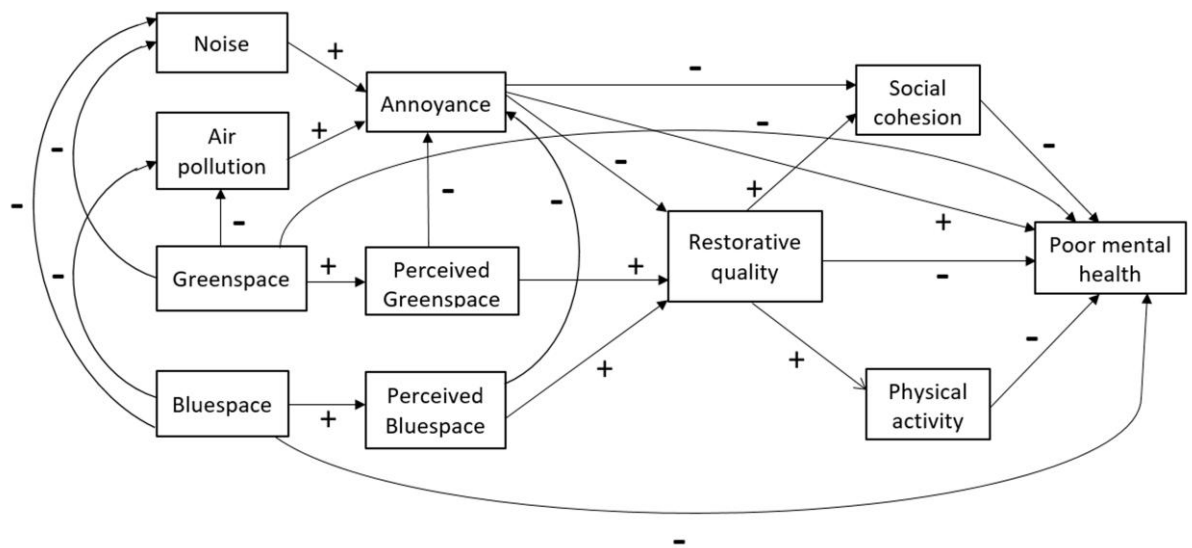 Noise
+
-
Annoyance
Social
cohesion
Air
pollution
+
-
-
-
-
+
-
-
-
-
+
Greenspace
+
Perceived
Greenspace
+
Restorative
quality
-
Poor mental
health
-
Bluespace
+
Perceived
Bluespace
+
+
-
Physical
activity
-